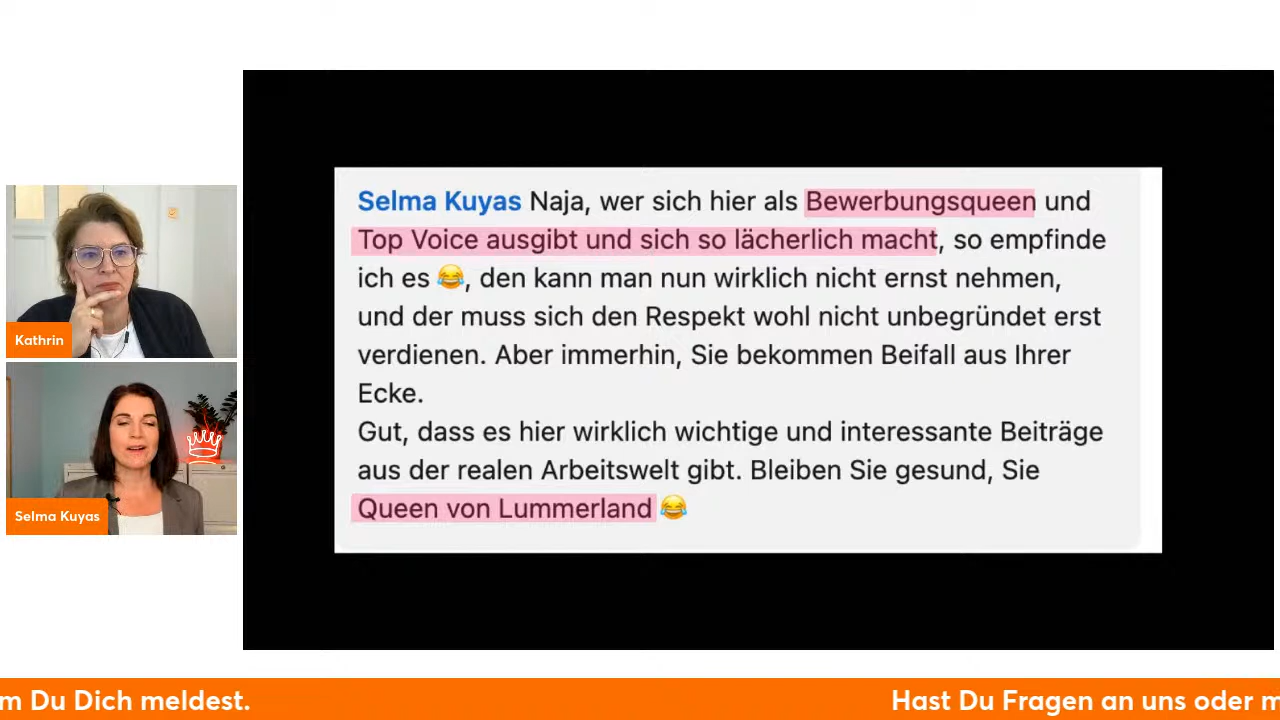 Kathrin
Selma Kuyas
Selma Kuyas Naja, wer sich hier als Bewerbungsqueen und
Top Voice ausgibt und sich so lächerlich macht, so empfinde
ich es 😂, den kann man nun wirklich nicht ernst nehmen,
und der muss sich den Respekt wohl nicht unbegründet erst
verdienen. Aber immerhin, Sie bekommen Beifall aus Ihrer
Ecke.
Gut, dass es hier wirklich wichtige und interessante Beiträge
aus der realen Arbeitswelt gibt. Bleiben Sie gesund, Sie
Queen von Lummerland 😂
m Du Dich meldest. Hast Du Fragen an uns oder m